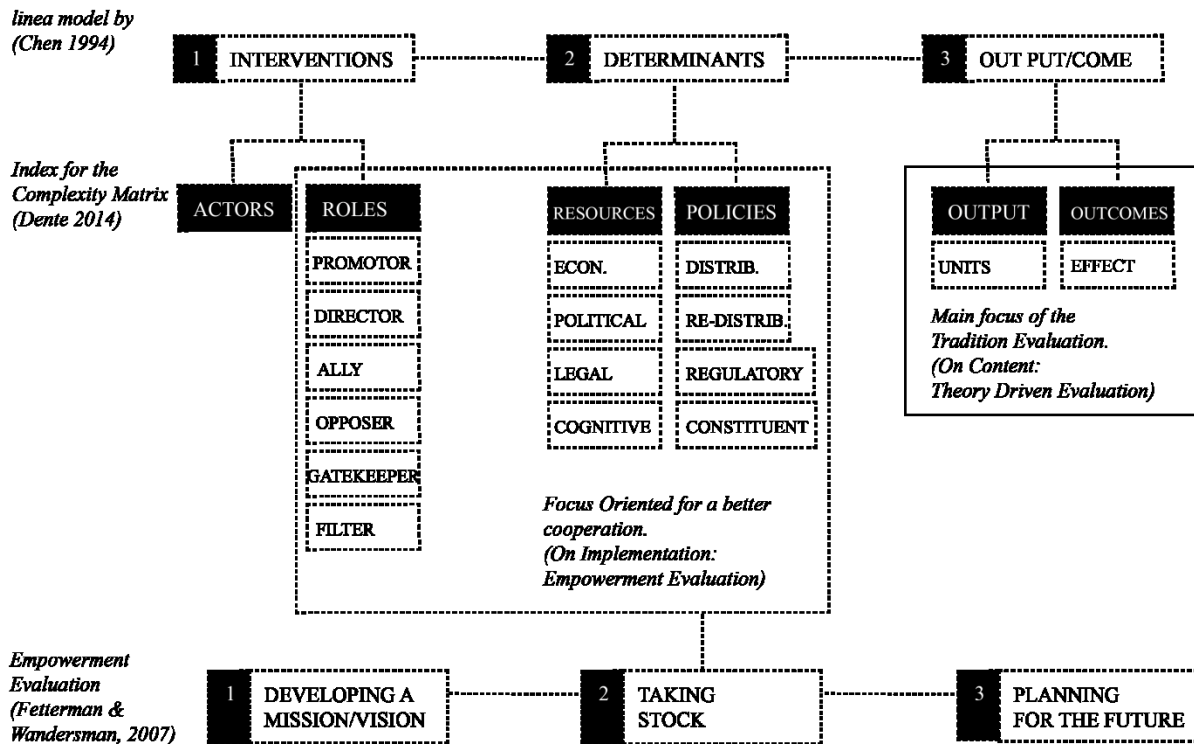 linea model by
(Chen 1994)
1 INTERVENTIONS
2 DETERMINANTS
3 OUT PUT/COME
Index for the
Complexity Matrix
(Dente 2014)
ACTORS
ROLES
PROMOTOR
DIRECTOR
ALLY
OPPOSER
GATEKEEPER
FILTER
RESOURCES
ECON.
POLITICAL
LEGAL
COGNITIVE
POLICIES
DISTRIB.
RE-DISTRIB.
REGULATORY
CONSTITUENT
Focus Oriented for a better
cooperation.
(On Implementation:
Empowerment Evaluation)
OUTPUT
UNITS
OUTCOMES
EFFECT
Main focus of the
Tradition Evaluation.
(On Content:
Theory Driven Evaluation)
Empowerment
Evaluation
(Fetterman &
Wandersman, 2007)
1 DEVELOPING A
MISSION/VISION
2 TAKING
STOCK
3 PLANNING
FOR THE FUTURE